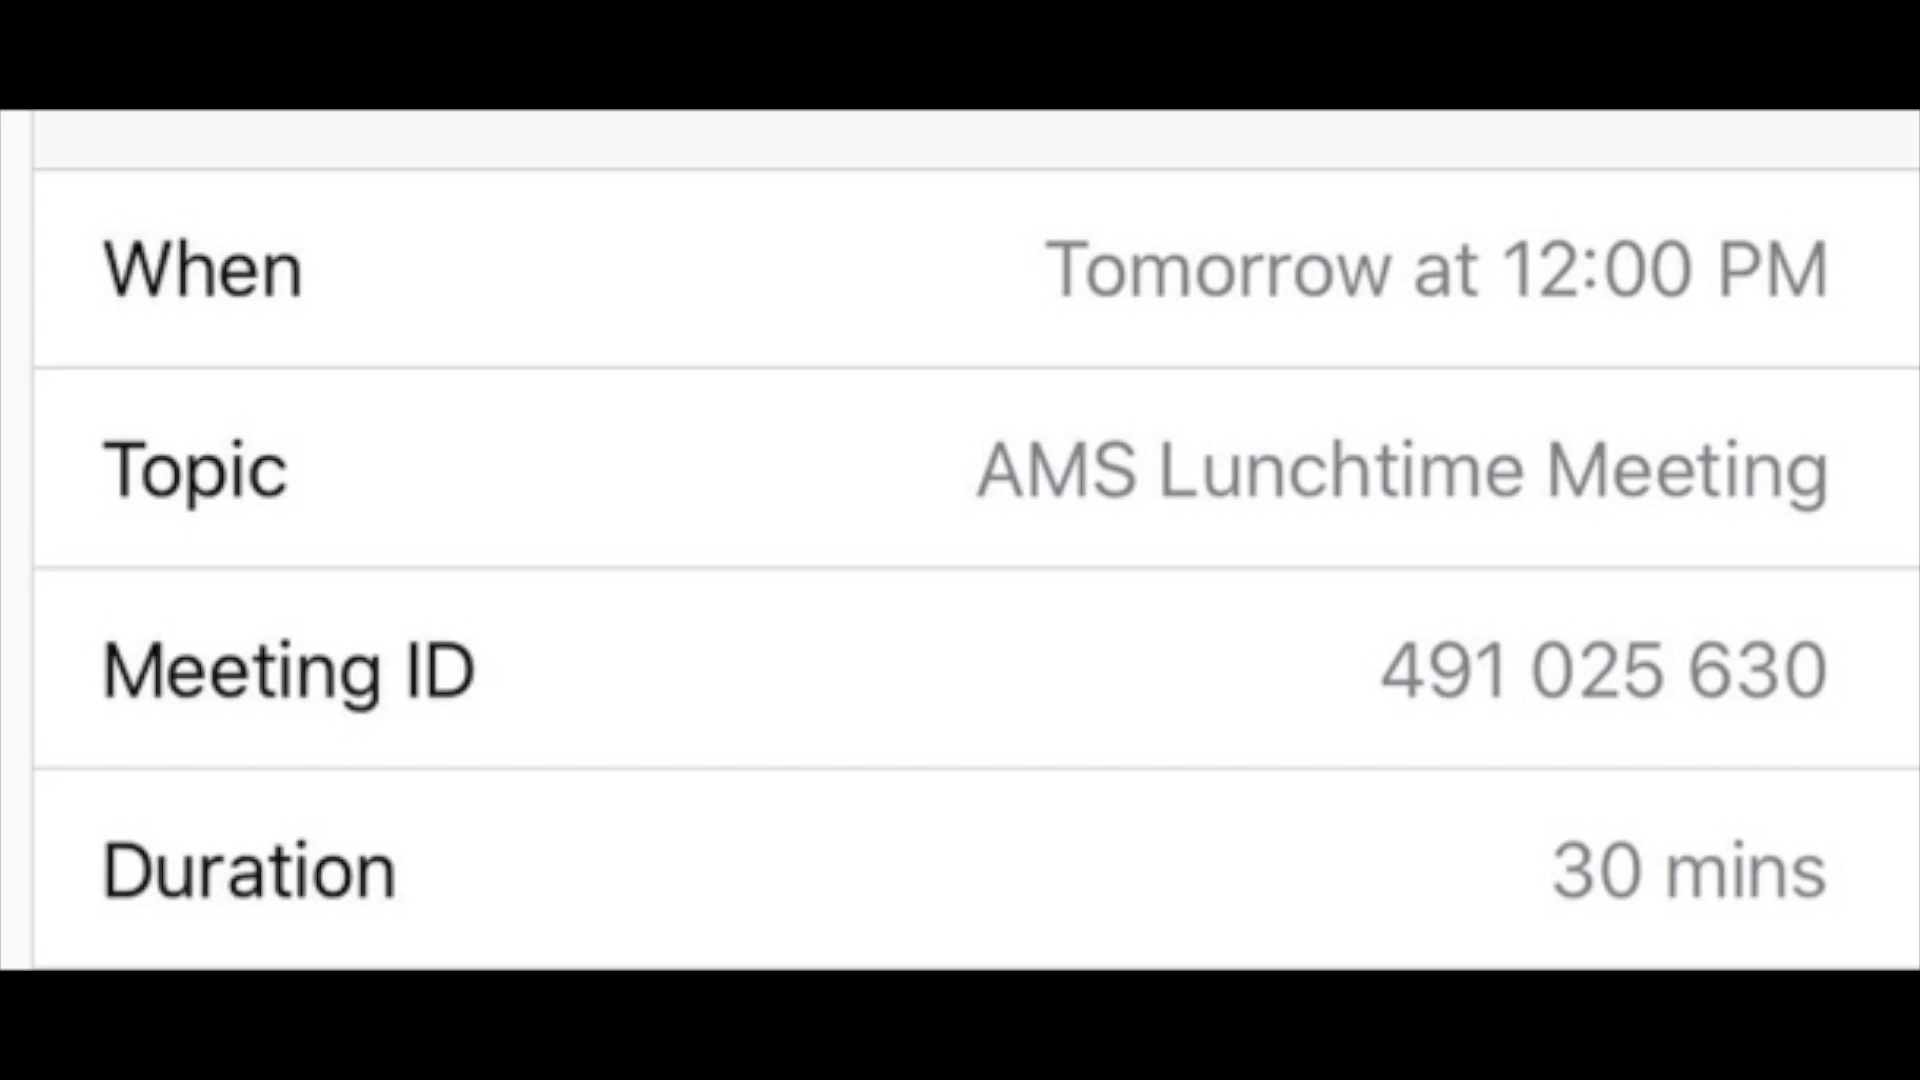 When Tomorrow at 12:00 PM
Topic AMS Lunchtime Meeting
Meeting ID 491 025 630
Duration 30 mins